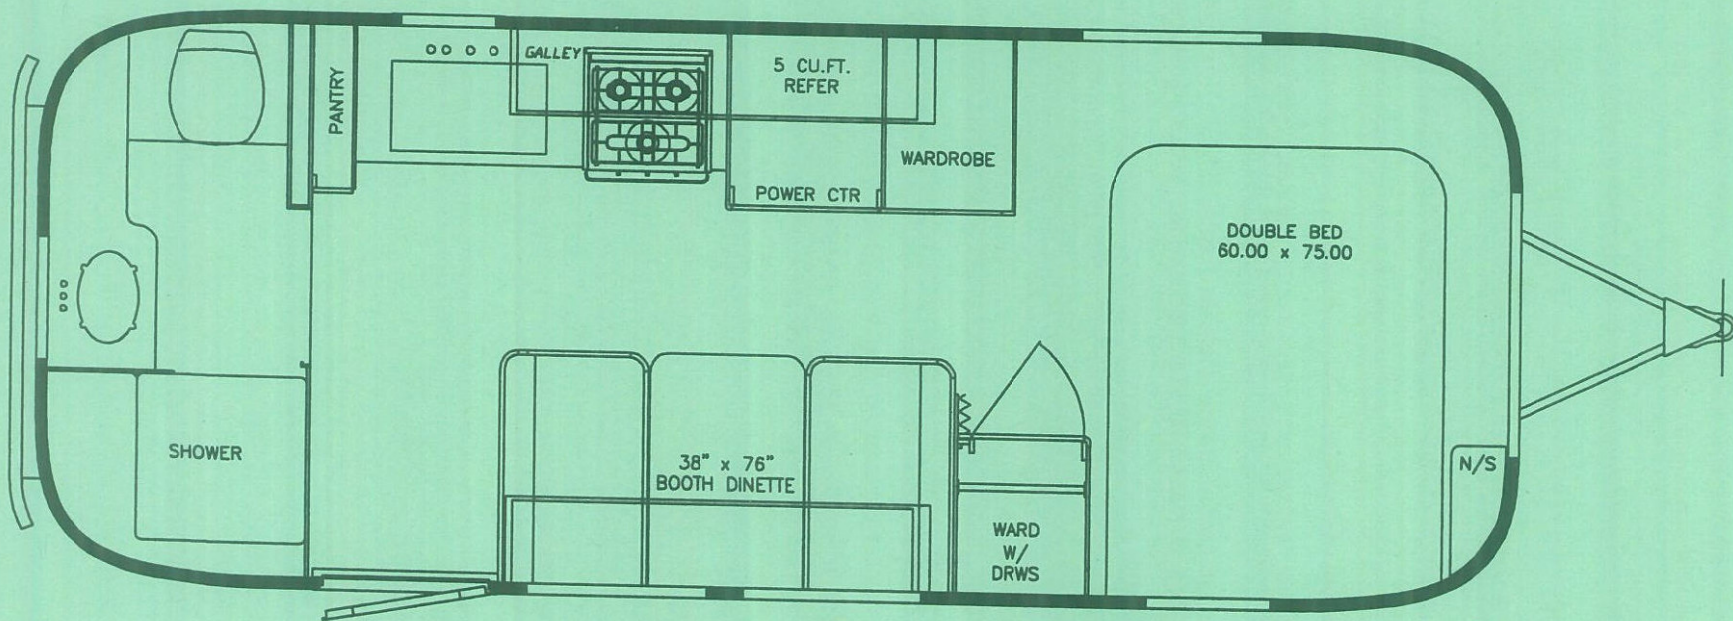 GALLEY
5 CU.FT.
REFER
PANTRY
WARDROBE
POWER CTR
DOUBLE BED
60.00 x 75.00
SHOWER
38" x 76"
BOOTH DINETTE
N/S
WARD
W/
DRWS